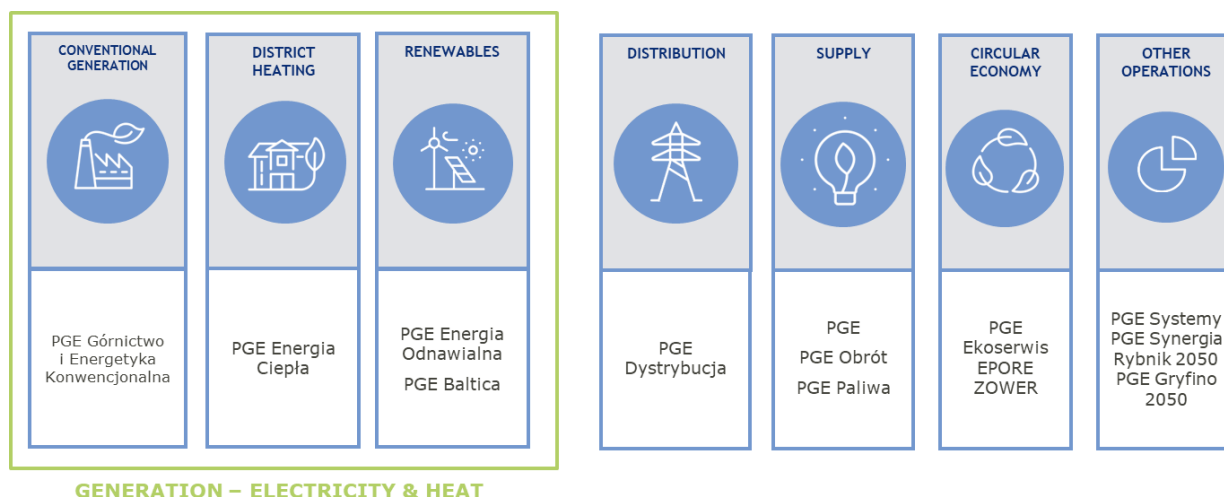 CONVENTIONAL
GENERATION
PGE Górnictwo
i Energetyka
Konwencjonalna
DISTRICT
HEATING
PGE Energia
Ciepła
RENEWABLES
PGE Energia
Odnawialna
PGE Baltica
GENERATION – ELECTRICITY & HEAT
DISTRIBUTION
PGE
Dystrybucja
SUPPLY
PGE
PGE Obrót
PGE Paliwa
CIRCULAR
ECONOMY
PGE
Ekoserwis
EPORE
ZOWER
OTHER
OPERATIONS
PGE Systemy
PGE Synergia
Rybnik 2050
PGE Gryfino
2050